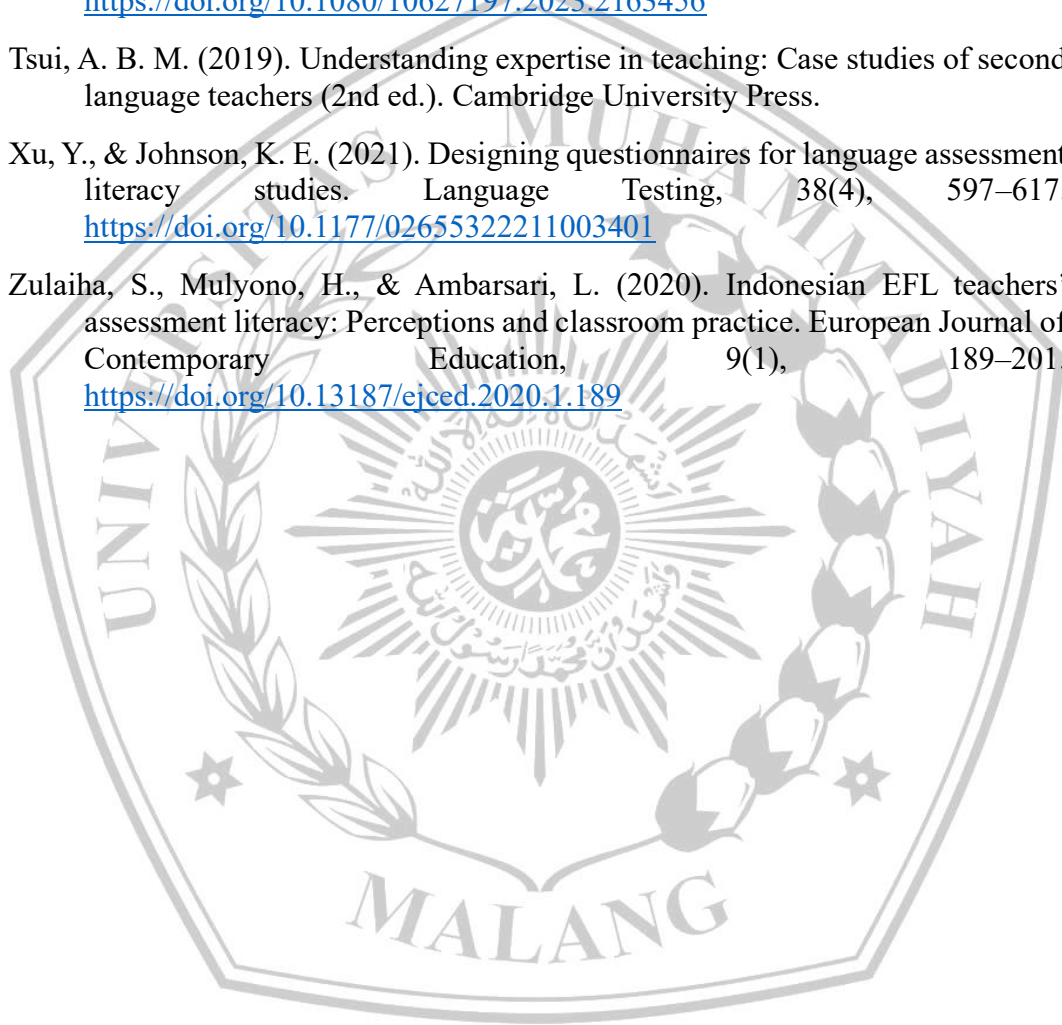 https://doi.org/10.1080/10627197.2023.2163456
Tsui, A. B. M. (2019). Understanding expertise in teaching: Case studies of second
language teachers (2nd ed.). Cambridge University Press.
Xu, Y., & Johnson, K. E. (2021). Designing questionnaires for language assessment
literacy studies. Language Testing, 38(4), 597–617.
https://doi.org/10.1177/02655322211003401
Zulaiha, S., Mulyono, H., & Ambarsari, L. (2020). Indonesian EFL teachers’
assessment literacy: Perceptions and classroom practice. European Journal of
Contemporary Education, 9(1), 189–201.
https://doi.org/10.13187/ejced.2020.1.189
UNIVERSITAS MUHAMMADIYAH
MALANG